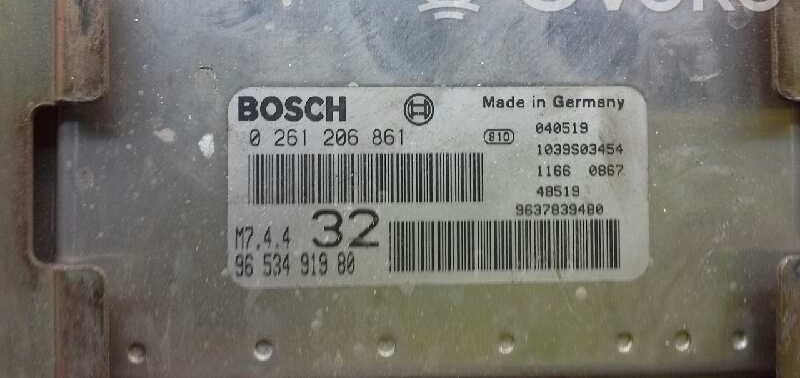 BOSCH
Made in Germany
0 261 206 861
810
040519
1039S03454
1166 0867
48519
9637839480
M7.4.4
32
96 534 919 80